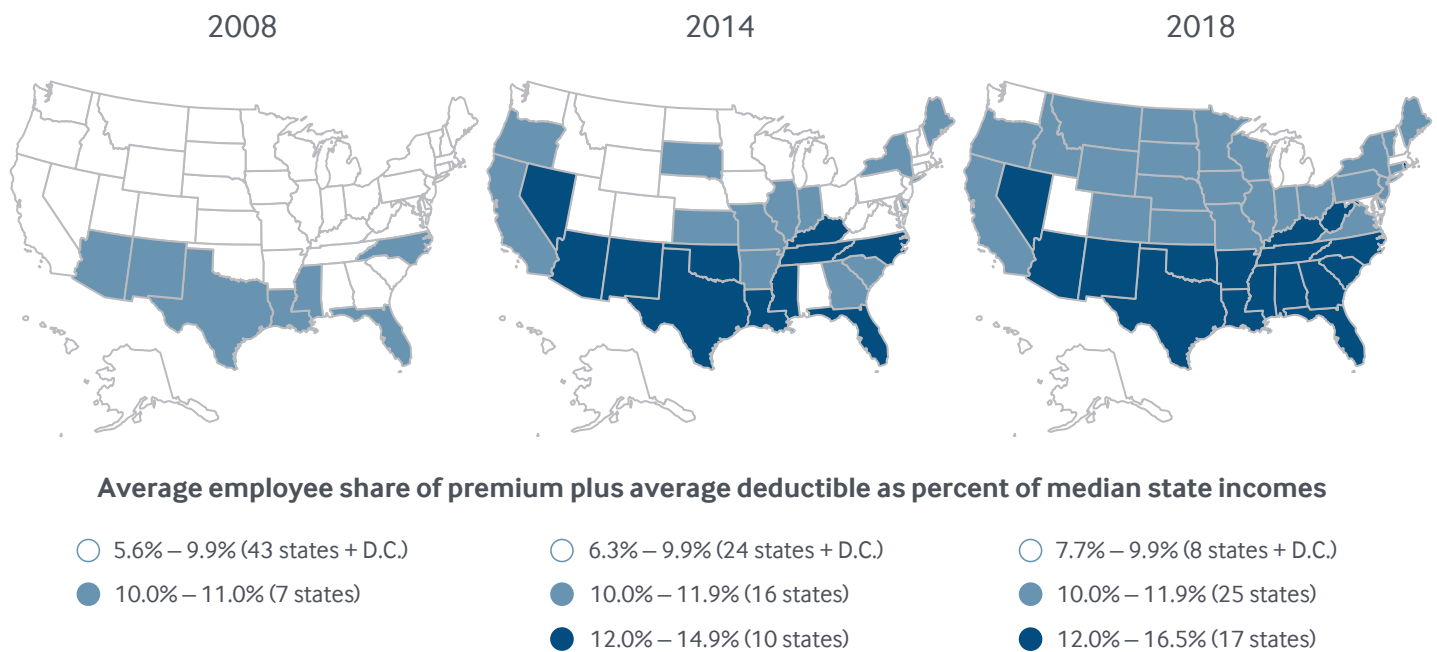 2008
2014
2018
Average employee share of premium plus average deductible as percent of median state incomes
5.6% – 9.9% (43 states + D.C.)
10.0% – 11.0% (7 states)
6.3% – 9.9% (24 states + D.C.)
10.0% – 11.9% (16 states)
12.0% – 14.9% (10 states)
7.7% – 9.9% (8 states + D.C.)
10.0% – 11.9% (25 states)
12.0% – 16.5% (17 states)